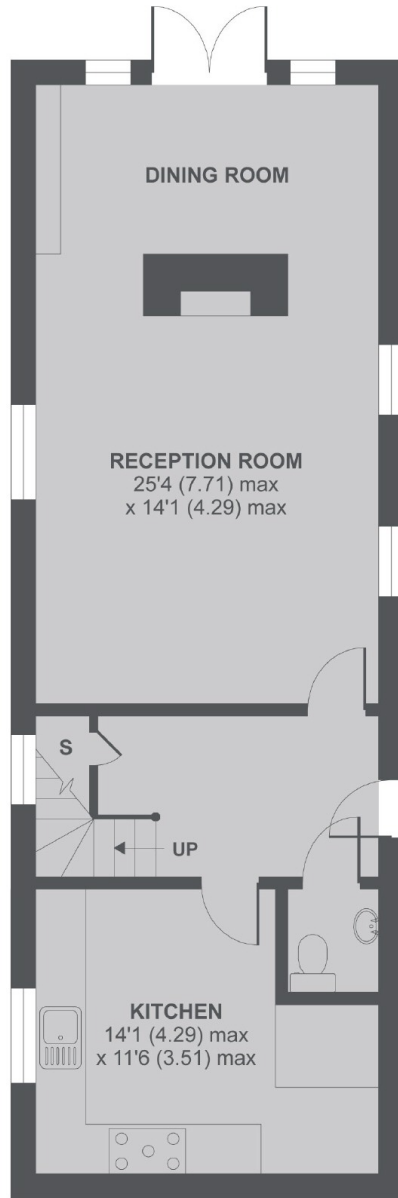 DINING ROOM
RECEPTION ROOM
25'4 (7.71) max
x 14'1 (4.29) max
S
UP
KITCHEN
14'1 (4.29) max
x 11'6 (3.51) max